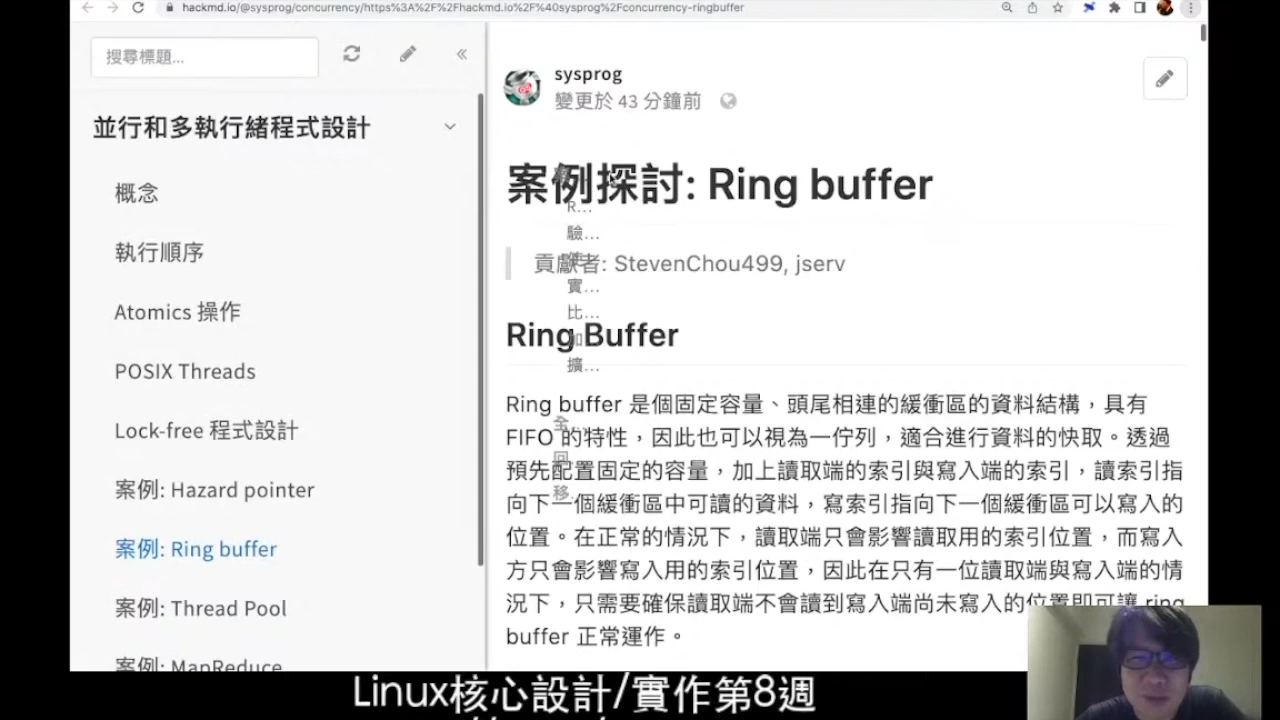 hackmd.io/@sysprog/concurrency/https%3A%2F%2Fhackmd.io%2F%40sysprog%2Fconcurrency-ringbuffer
搜尋標題...
並行和多執行緒程式設計
概念
執行順序
Atomics 操作
POSIX Threads
Lock-free 程式設計
案例: Hazard pointer
案例: Ring buffer
案例: Thread Pool
案例: MapReduce
sysprog
變更於 43 分鐘前
案例探討: Ring buffer
R...
驗...
貢獻者: StevenChou499, jserv
實...
比...
Ring Buffer
擴...
Ring buffer 是個固定容量、頭尾相連的緩衝區的資料結構，具有
FIFO 的特性，因此也可以視為一佇列，適合進行資料的快取。透過
預先配置固定的容量，加上讀取端的索引與寫入端的索引，讀索引指
向下一個緩衝區中可讀的資料，寫索引指向下一個緩衝區可以寫入的
位置。在正常的情況下，讀取端只會影響讀取用的索引位置，而寫入
方只會影響寫入用的索引位置，因此在只有一位讀取端與寫入端的情
況下，只需要確保讀取端不會讀到寫入端尚未寫入的位置即可讓 ring
buffer 正常運作。
Linux核心設計/實作第8週